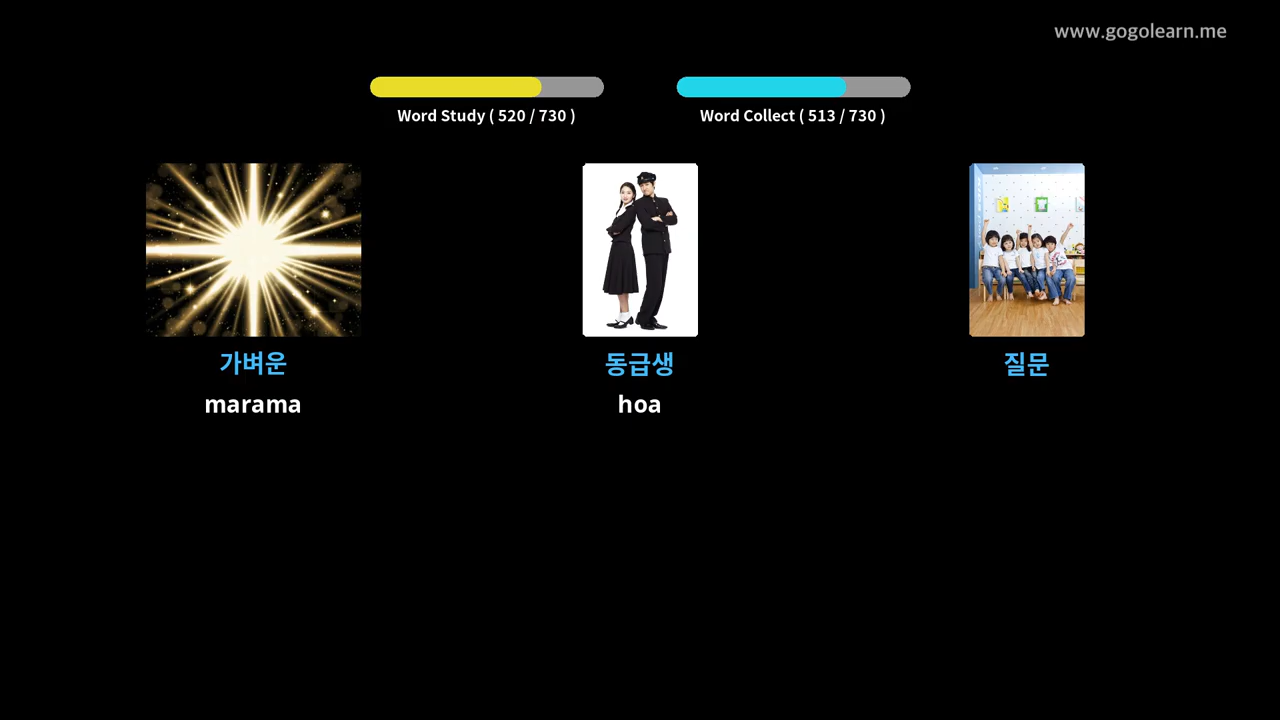 www.gogolearn.me
Word Study ( 520 / 730 )
Word Collect ( 513 / 730 )
가벼운
동급생
질문
marama
hoa